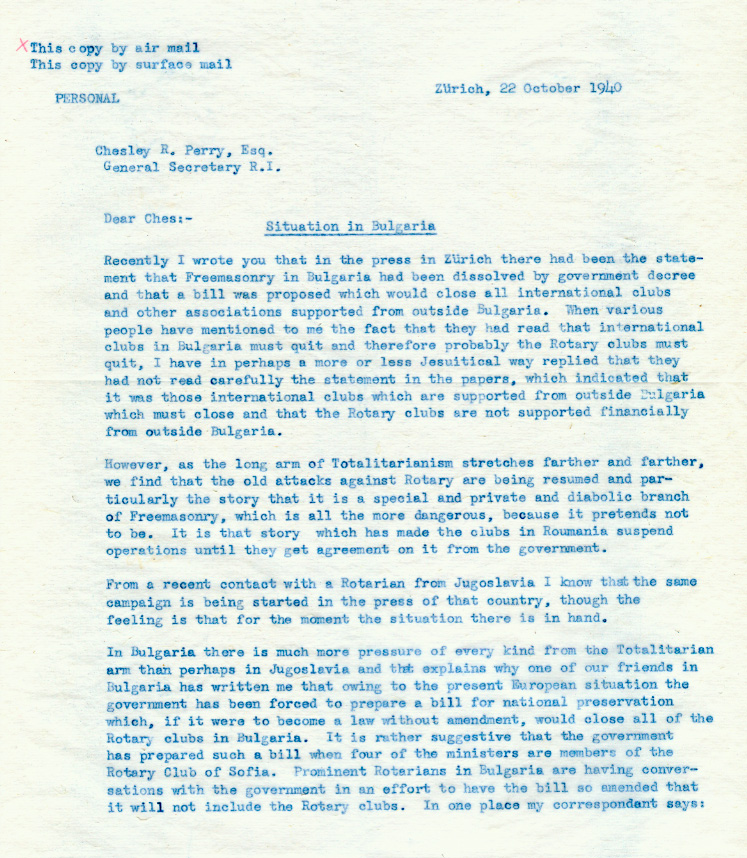 XThis copy by air mail
This copy by surface mail
PERSONAL
Zürich, 22 October 1940
Chesley R. Perry, Esq.
General Secretary R.I.
Dear Ches:-
Situation in Bulgaria
Recently I wrote you that in the press in Zürich there had been the state-
ment that Freemasonry in Bulgaria had been dissolved by government decree
and that a bill was proposed which would close all international clubs
and other associations supported from outside Bulgaria. When various
people have mentioned to me the fact that they had read that international
clubs in Bulgaria must quit and therefore probably the Rotary clubs must
quit, I have in perhaps a more or less Jesuitical way replied that they
had not read carefully the statement in the papers, which indicated that
it was those international clubs which are supported from outside Bulgaria
which must close and that the Rotary clubs are not supported financially
from outside Bulgaria.
However, as the long arm of Totalitarianism stretches farther and farther,
we find that the old attacks against Rotary are being resumed and par-
ticularly the story that it is a special and private and diabolic branch
of Freemasonry, which is all the more dangerous, because it pretends not
to be. It is that story which has made the clubs in Roumania suspend
operations until they get agreement on it from the government.
From a recent contact with a Rotarian from Jugoslavia I know that the same
campaign is being started in the press of that country, though the
feeling is that for the moment the situation there is in hand.
In Bulgaria there is much more pressure of every kind from the Totalitarian
arm than perhaps in Jugoslavia and that explains why one of our friends in
Bulgaria has written me that owing to the present European situation the
government has been forced to prepare a bill for national preservation
which, if it were to become a law without amendment, would close all of the
Rotary clubs in Bulgaria. It is rather suggestive that the government
has prepared such a bill when four of the ministers are members of the
Rotary Club of Sofia. Prominent Rotarians in Bulgaria are having conver-
sations with the government in an effort to have the bill so amended that
it will not include the Rotary clubs. In one place my correspondant says: